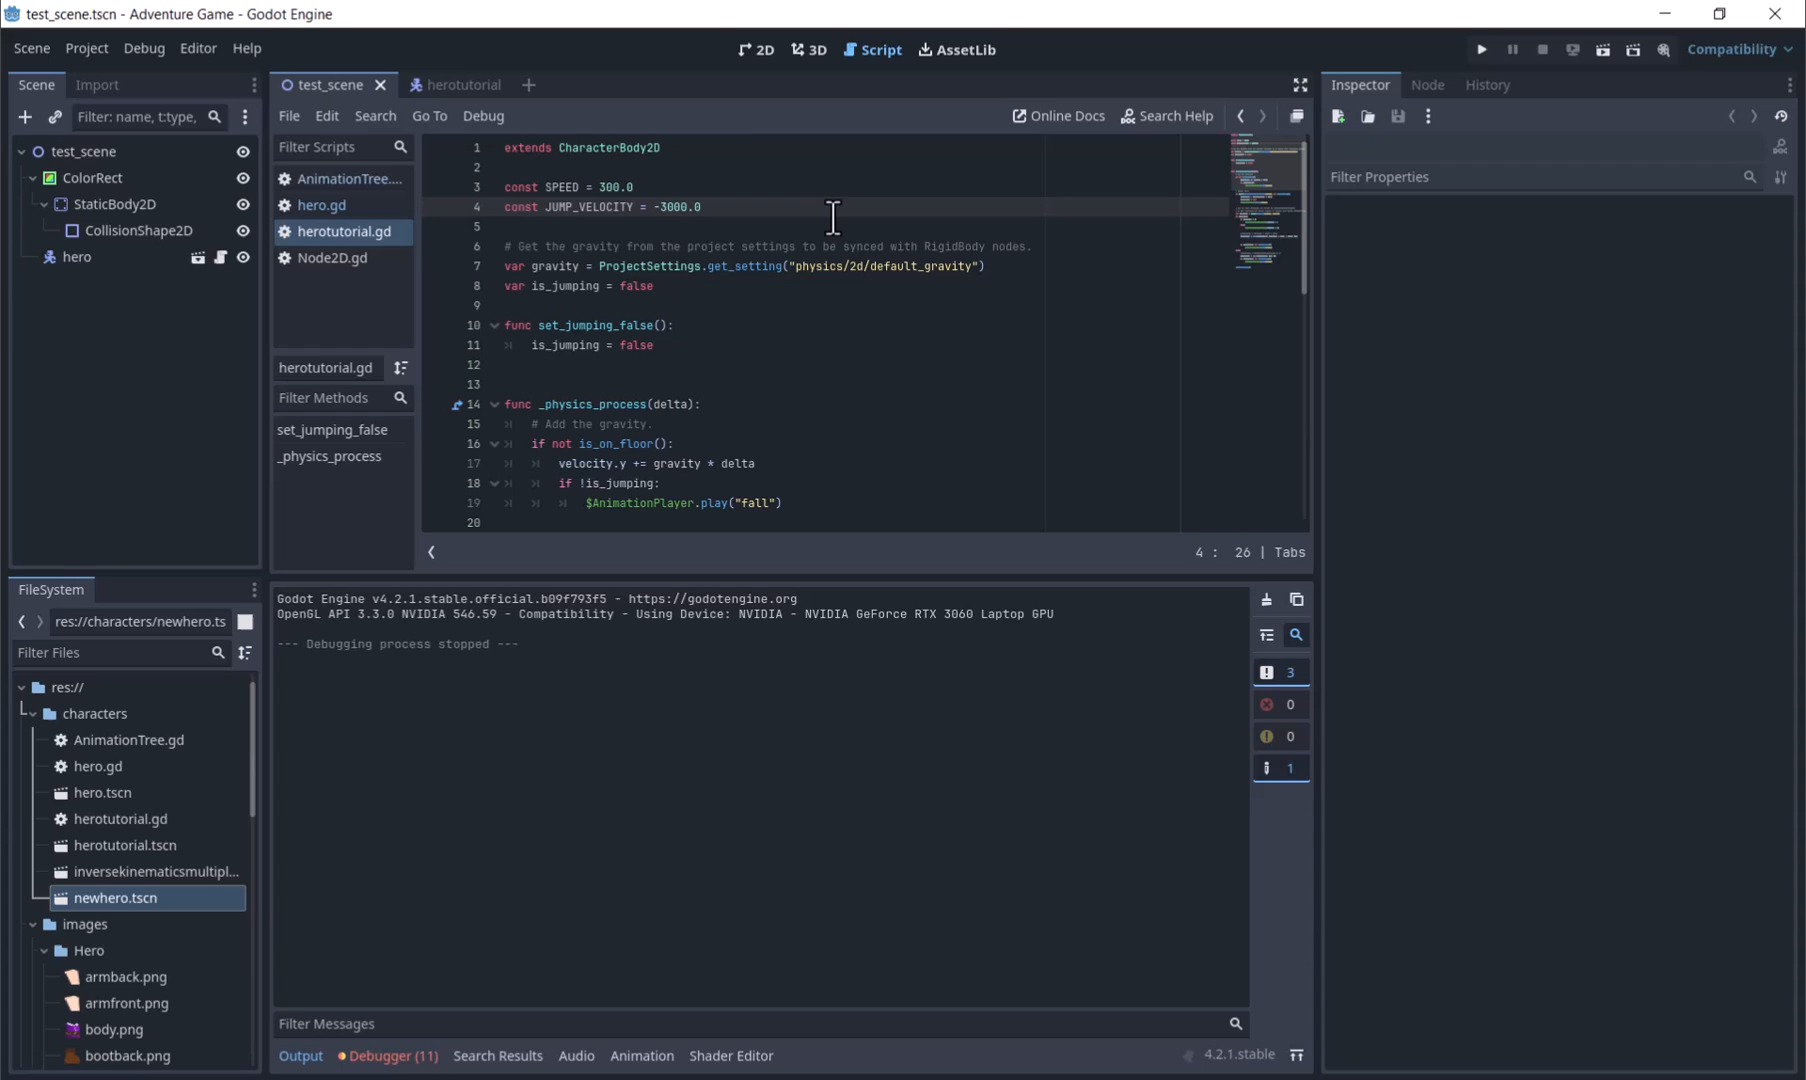 test_scene.tscn - Adventure Game - Godot Engine
Scene Project Debug Editor Help
2D 3D Script AssetLib
Compatibility
Scene Import
Filter: name, t:type,
test_scene
ColorRect
StaticBody2D
CollisionShape2D
hero
test_scene herotutorial
File Edit Search Go To Debug
Online Docs Search Help
Filter Scripts
AnimationTree....
hero.gd
herotutorial.gd
Node2D.gd
herotutorial.gd
Filter Methods
set_jumping_false
_physics_process
1 extends CharacterBody2D
2
3 const SPEED = 300.0
4 const JUMP_VELOCITY = -3000.0
5
6 # Get the gravity from the project settings to be synced with RigidBody nodes.
7 var gravity = ProjectSettings.get_setting("physics/2d/default_gravity")
8 var is_jumping = false
9
10 func set_jumping_false():
11 is_jumping = false
12
13
14 func _physics_process(delta):
15 # Add the gravity.
16 if not is_on_floor():
17 velocity.y += gravity * delta
18 if !is_jumping:
19 $AnimationPlayer.play("fall")
20
4 : 26 | Tabs
Inspector Node History
Filter Properties
FileSystem
res://characters/newhero.ts
Filter Files
res://
characters
AnimationTree.gd
hero.gd
hero.tscn
herotutorial.gd
herotutorial.tscn
inversekinematicsmultipl...
newhero.tscn
images
Hero
armback.png
armfront.png
body.png
bootback.png
Godot Engine v4.2.1.stable.official.b09f793f5 - https://godotengine.org
OpenGL API 3.3.0 NVIDIA 546.59 - Compatibility - Using Device: NVIDIA - NVIDIA GeForce RTX 3060 Laptop GPU
--- Debugging process stopped ---
3
0
0
1
Filter Messages
Output Debugger (11) Search Results Audio Animation Shader Editor
4.2.1.stable